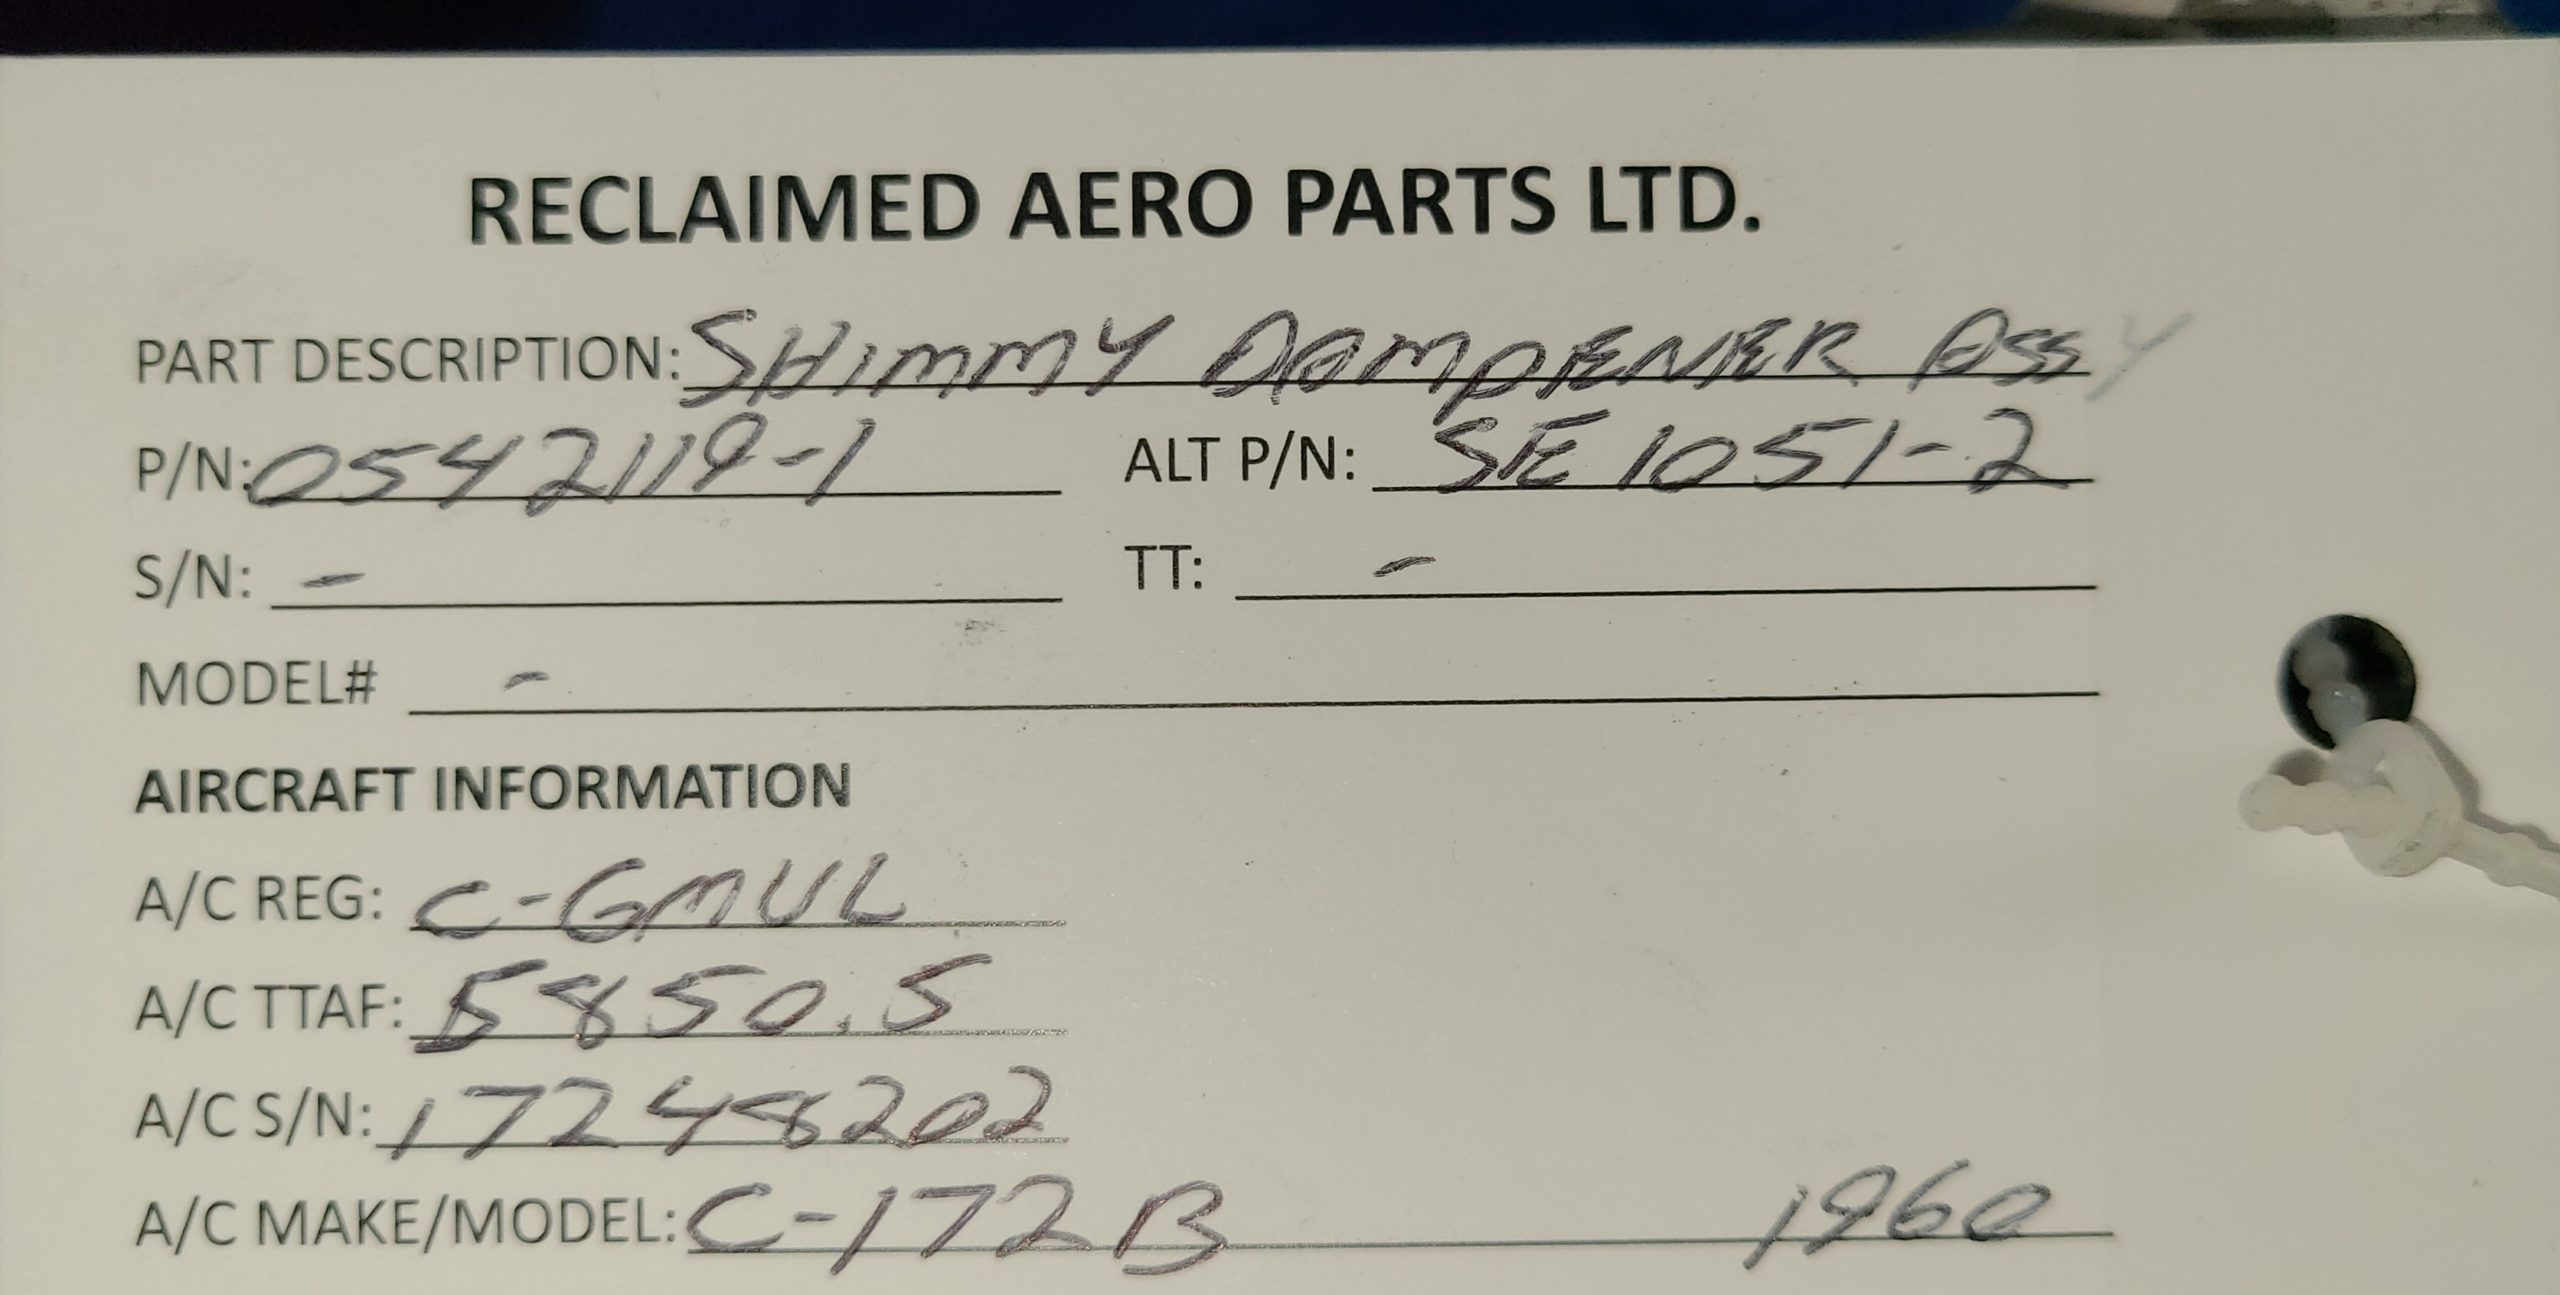 RECLAIMED AERO PARTS LTD.
PART DESCRIPTION: SHIMMY DAMPENER ASSY
P/N: 0542119-1 ALT P/N: SE1051-2
S/N: - TT: -
MODEL# -
AIRCRAFT INFORMATION
A/C REG: C-GMUL
A/C TTAF: 5850.5
A/C S/N: 17248202
A/C MAKE/MODEL: C-172B 1960